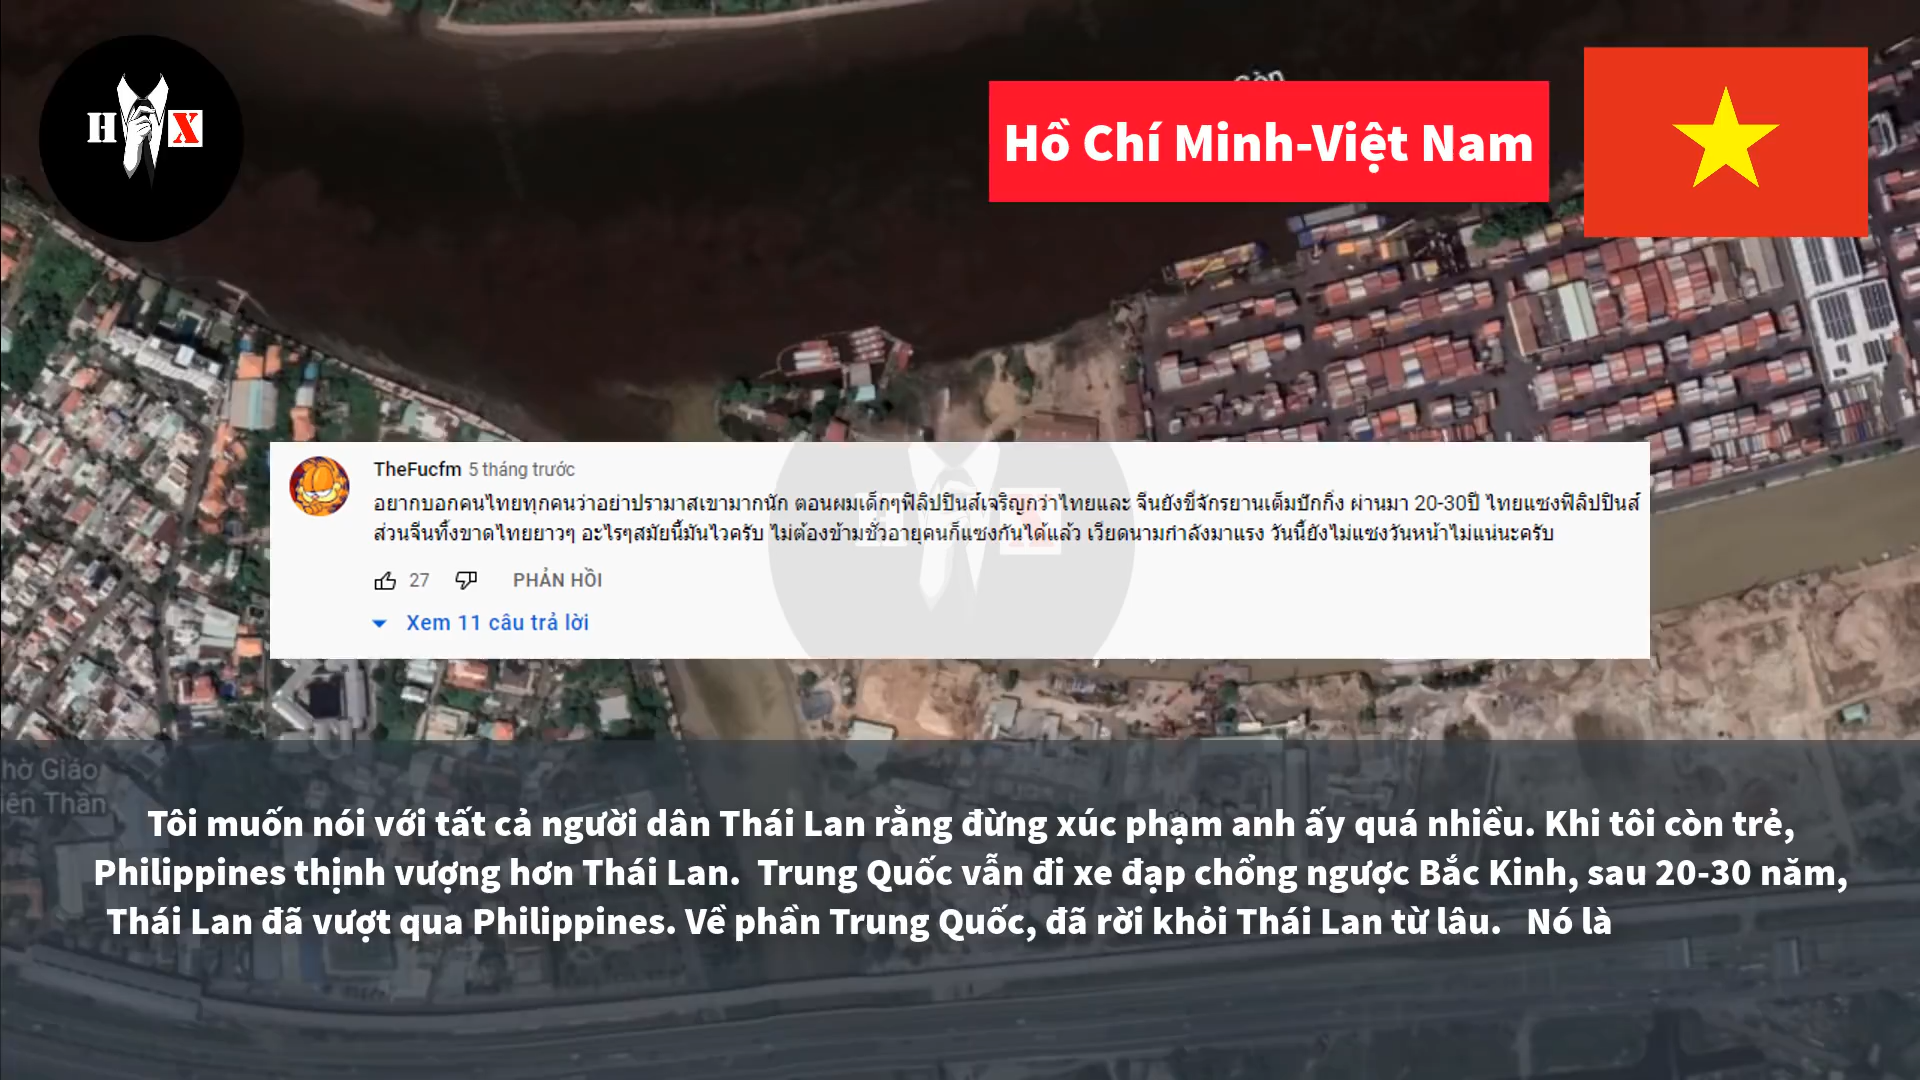 H X
Hồ Chí Minh-Việt Nam
TheFucfm 5 tháng trước
อยากบอกคนไทยทุกคนว่าอย่าปรามาสเขามากนัก ตอนผมเด็กๆฟิลิปปินส์เจริญกว่าไทยและ จีนยังขี่จักรยานเต็มปักกิ่ง ผ่านมา 20-30ปี ไทยแซงฟิลิปปินส์
ส่วนจีนทิ้งขาดไทยยาวๆ อะไรๆสมัยนี้มันไวครับ ไม่ต้องข้ามชั่วอายุคนก็แซงกันได้แล้ว เวียดนามกำลังมาแรง วันนี้ยังไม่แซงวันหน้าไม่แน่นะครับ
27 PHẢN HỒI
Xem 11 câu trả lời
hờ Giáo
iên Thần
Tôi muốn nói với tất cả người dân Thái Lan rằng đừng xúc phạm anh ấy quá nhiều. Khi tôi còn trẻ,
Philippines thịnh vượng hơn Thái Lan. Trung Quốc vẫn đi xe đạp chổng ngược Bắc Kinh, sau 20-30 năm,
Thái Lan đã vượt qua Philippines. Về phần Trung Quốc, đã rời khỏi Thái Lan từ lâu. Nó là